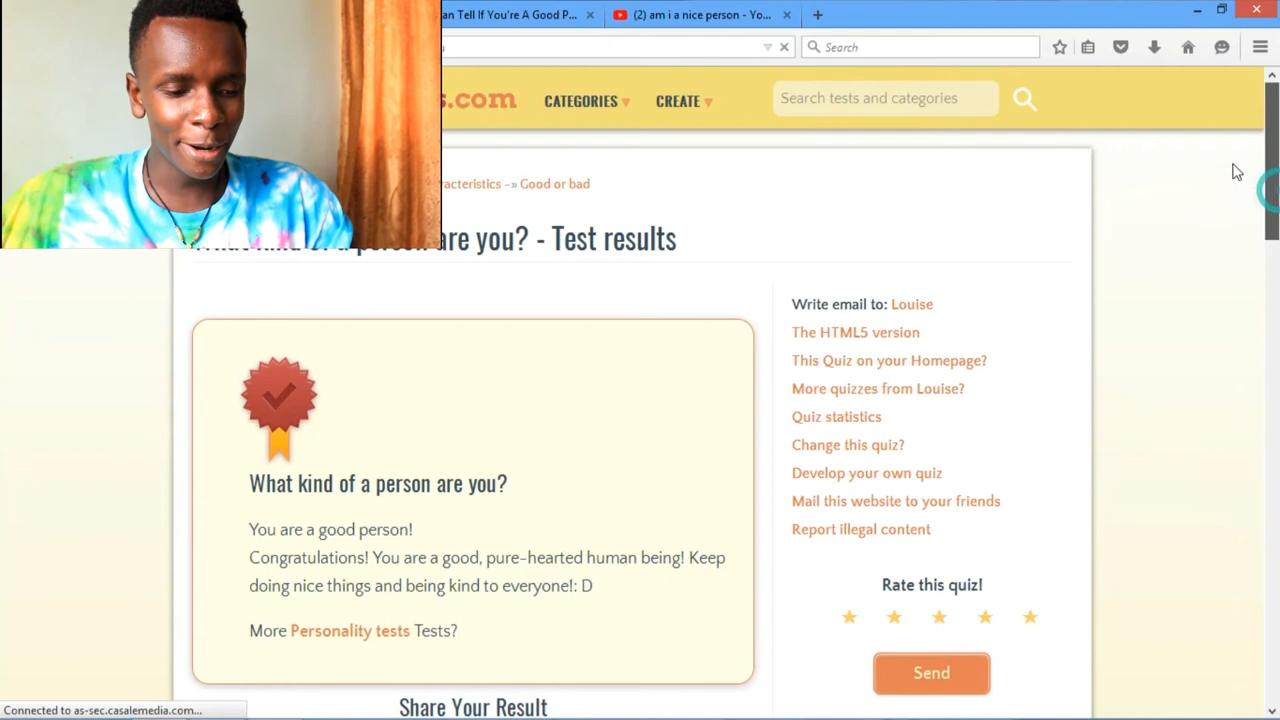 an Tell If You're A Good P...
(2) am i a nice person - Yo...
Search
s.com
CATEGORIES
CREATE
Search tests and categories
racteristics -» Good or bad
are you? - Test results
Write email to: Louise
The HTML5 version
This Quiz on your Homepage?
More quizzes from Louise?
Quiz statistics
Change this quiz?
Develop your own quiz
Mail this website to your friends
Report illegal content
Rate this quiz!
Send
What kind of a person are you?
You are a good person!
Congratulations! You are a good, pure-hearted human being! Keep
doing nice things and being kind to everyone!: D
More Personality tests Tests?
Share Your Result
Connected to as-sec.casalemedia.com...